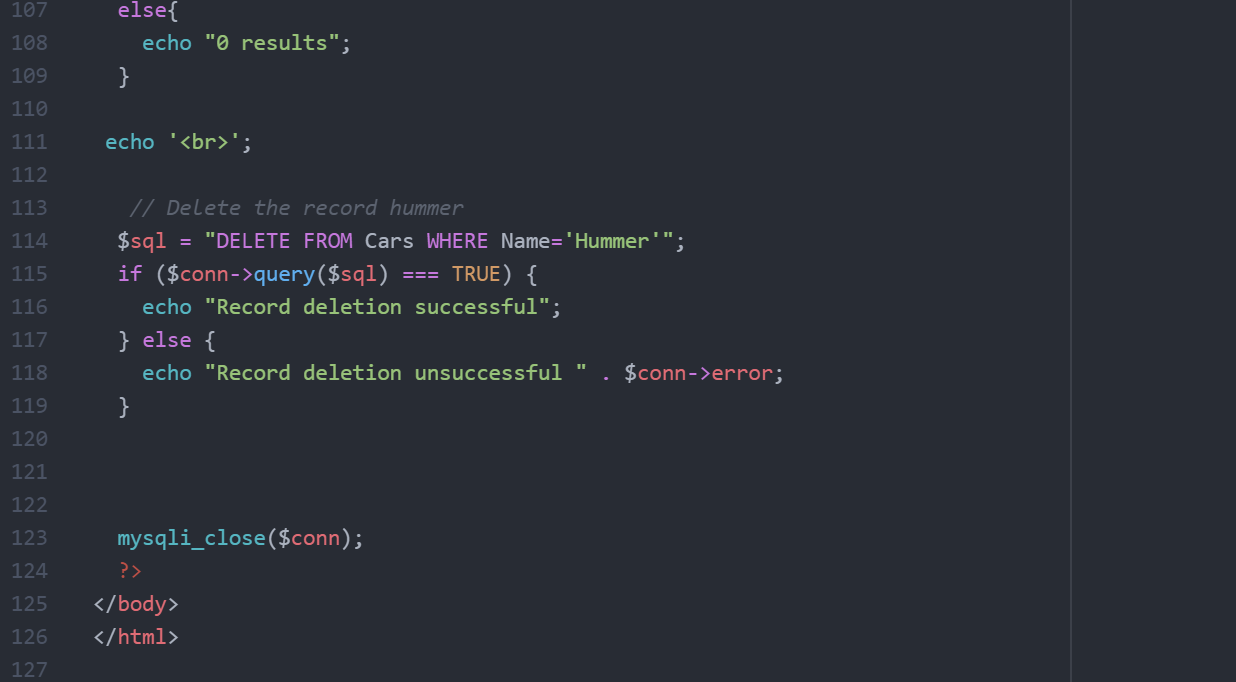 107 else{
108 echo "0 results";
109 }
110
111 echo '<br>';
112
113 // Delete the record hummer
114 $sql = "DELETE FROM Cars WHERE Name='Hummer'";
115 if ($conn->query($sql) === TRUE) {
116 echo "Record deletion successful";
117 } else {
118 echo "Record deletion unsuccessful " . $conn->error;
119 }
120
121
122
123 mysqli_close($conn);
124 ?>
125 </body>
126 </html>
127